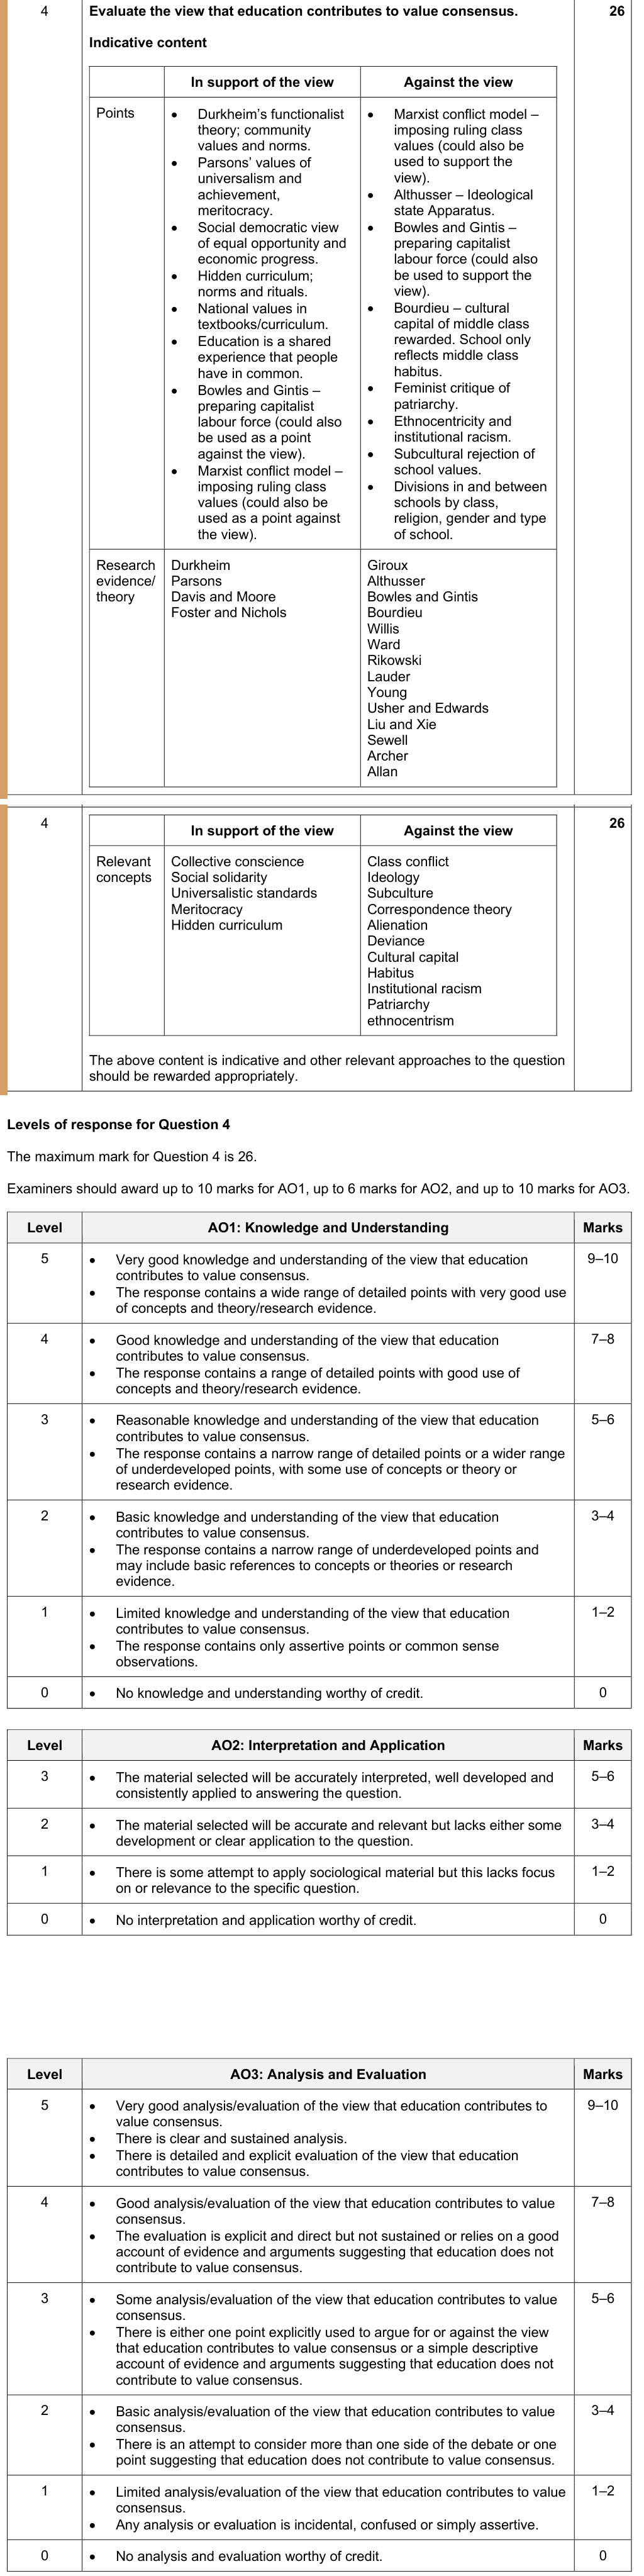 4
Evaluate the view that education contributes to value consensus.
26
Indicative content
In support of the view
Against the view
Points
• Durkheim's functionalist
theory; community
values and norms.
• Parsons' values of
universalism and
achievement,
meritocracy.
• Social democratic view
of equal opportunity and
economic progress.
• Hidden curriculum;
norms and rituals.
• National values in
textbooks/curriculum.
• Education is a shared
experience that people
have in common.
• Bowles and Gintis –
preparing capitalist
labour force (could also
be used as a point
against the view).
• Marxist conflict model –
imposing ruling class
values (could also be
used as a point against
the view).
• Marxist conflict model –
imposing ruling class
values (could also be
used to support the
view).
• Althusser – Ideological
state Apparatus.
• Bowles and Gintis –
preparing capitalist
labour force (could also
be used to support the
view).
• Bourdieu – cultural
capital of middle class
rewarded. School only
reflects middle class
habitus.
• Feminist critique of
patriarchy.
• Ethnocentricity and
institutional racism.
• Subcultural rejection of
school values.
• Divisions in and between
schools by class,
religion, gender and type
of school.
Research
evidence/
theory
Durkheim
Parsons
Davis and Moore
Foster and Nichols
Giroux
Althusser
Bowles and Gintis
Bourdieu
Willis
Ward
Rikowski
Lauder
Young
Usher and Edwards
Liu and Xie
Sewell
Archer
Allan
4
26
In support of the view
Against the view
Relevant
concepts
Collective conscience
Social solidarity
Universalistic standards
Meritocracy
Hidden curriculum
Class conflict
Ideology
Subculture
Correspondence theory
Alienation
Deviance
Cultural capital
Habitus
Institutional racism
Patriarchy
ethnocentrism
The above content is indicative and other relevant approaches to the question
should be rewarded appropriately.
Levels of response for Question 4
The maximum mark for Question 4 is 26.
Examiners should award up to 10 marks for AO1, up to 6 marks for AO2, and up to 10 marks for AO3.
Level
AO1: Knowledge and Understanding
Marks
5
• Very good knowledge and understanding of the view that education
contributes to value consensus.
• The response contains a wide range of detailed points with very good use
of concepts and theory/research evidence.
9–10
4
• Good knowledge and understanding of the view that education
contributes to value consensus.
• The response contains a range of detailed points with good use of
concepts and theory/research evidence.
7–8
3
• Reasonable knowledge and understanding of the view that education
contributes to value consensus.
• The response contains a narrow range of detailed points or a wider range
of underdeveloped points, with some use of concepts or theory or
research evidence.
5–6
2
• Basic knowledge and understanding of the view that education
contributes to value consensus.
• The response contains a narrow range of underdeveloped points and
may include basic references to concepts or theories or research
evidence.
3–4
1
• Limited knowledge and understanding of the view that education
contributes to value consensus.
• The response contains only assertive points or common sense
observations.
1–2
0
• No knowledge and understanding worthy of credit.
0
Level
AO2: Interpretation and Application
Marks
3
• The material selected will be accurately interpreted, well developed and
consistently applied to answering the question.
5–6
2
• The material selected will be accurate and relevant but lacks either some
development or clear application to the question.
3–4
1
• There is some attempt to apply sociological material but this lacks focus
on or relevance to the specific question.
1–2
0
• No interpretation and application worthy of credit.
0
Level
AO3: Analysis and Evaluation
Marks
5
• Very good analysis/evaluation of the view that education contributes to
value consensus.
• There is clear and sustained analysis.
• There is detailed and explicit evaluation of the view that education
contributes to value consensus.
9–10
4
• Good analysis/evaluation of the view that education contributes to value
consensus.
• The evaluation is explicit and direct but not sustained or relies on a good
account of evidence and arguments suggesting that education does not
contribute to value consensus.
7–8
3
• Some analysis/evaluation of the view that education contributes to value
consensus.
• There is either one point explicitly used to argue for or against the view
that education contributes to value consensus or a simple descriptive
account of evidence and arguments suggesting that education does not
contribute to value consensus.
5–6
2
• Basic analysis/evaluation of the view that education contributes to value
consensus.
• There is an attempt to consider more than one side of the debate or one
point suggesting that education does not contribute to value consensus.
3–4
1
• Limited analysis/evaluation of the view that education contributes to value
consensus.
• Any analysis or evaluation is incidental, confused or simply assertive.
1–2
0
• No analysis and evaluation worthy of credit.
0